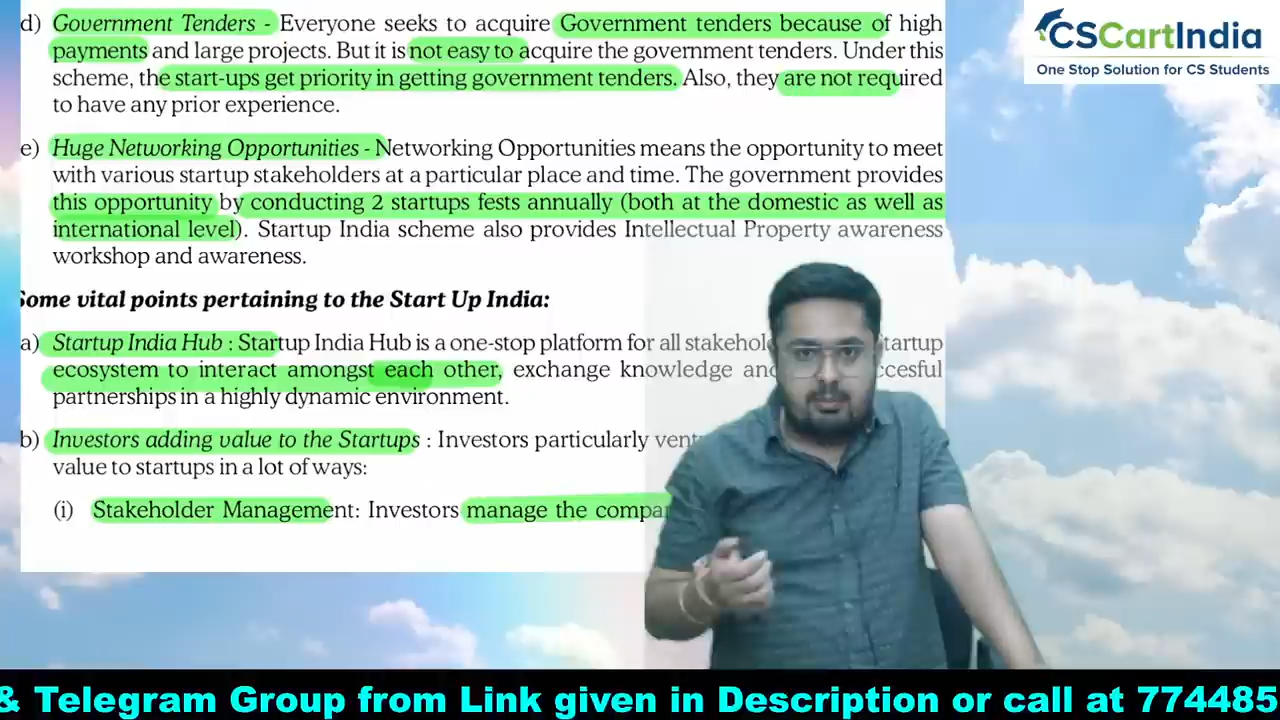 d) Government Tenders - Everyone seeks to acquire Government tenders because of high
payments and large projects. But it is not easy to acquire the government tenders. Under this
scheme, the start-ups get priority in getting government tenders. Also, they are not required
to have any prior experience.
e) Huge Networking Opportunities - Networking Opportunities means the opportunity to meet
with various startup stakeholders at a particular place and time. The government provides
this opportunity by conducting 2 startups fests annually (both at the domestic as well as
international level). Startup India scheme also provides Intellectual Property awareness
workshop and awareness.
Some vital points pertaining to the Start Up India:
a) Startup India Hub : Startup India Hub is a one-stop platform for all
ecosystem to interact amongst each other, exchange knowledge
partnerships in a highly dynamic environment.
b) Investors adding value to the Startups : Investors particularly
value to startups in a lot of ways:
(i) Stakeholder Management: Investors manage the
CSCartIndia
One Stop Solution for CS Students
& Telegram Group from Link given in Description or call at 774485